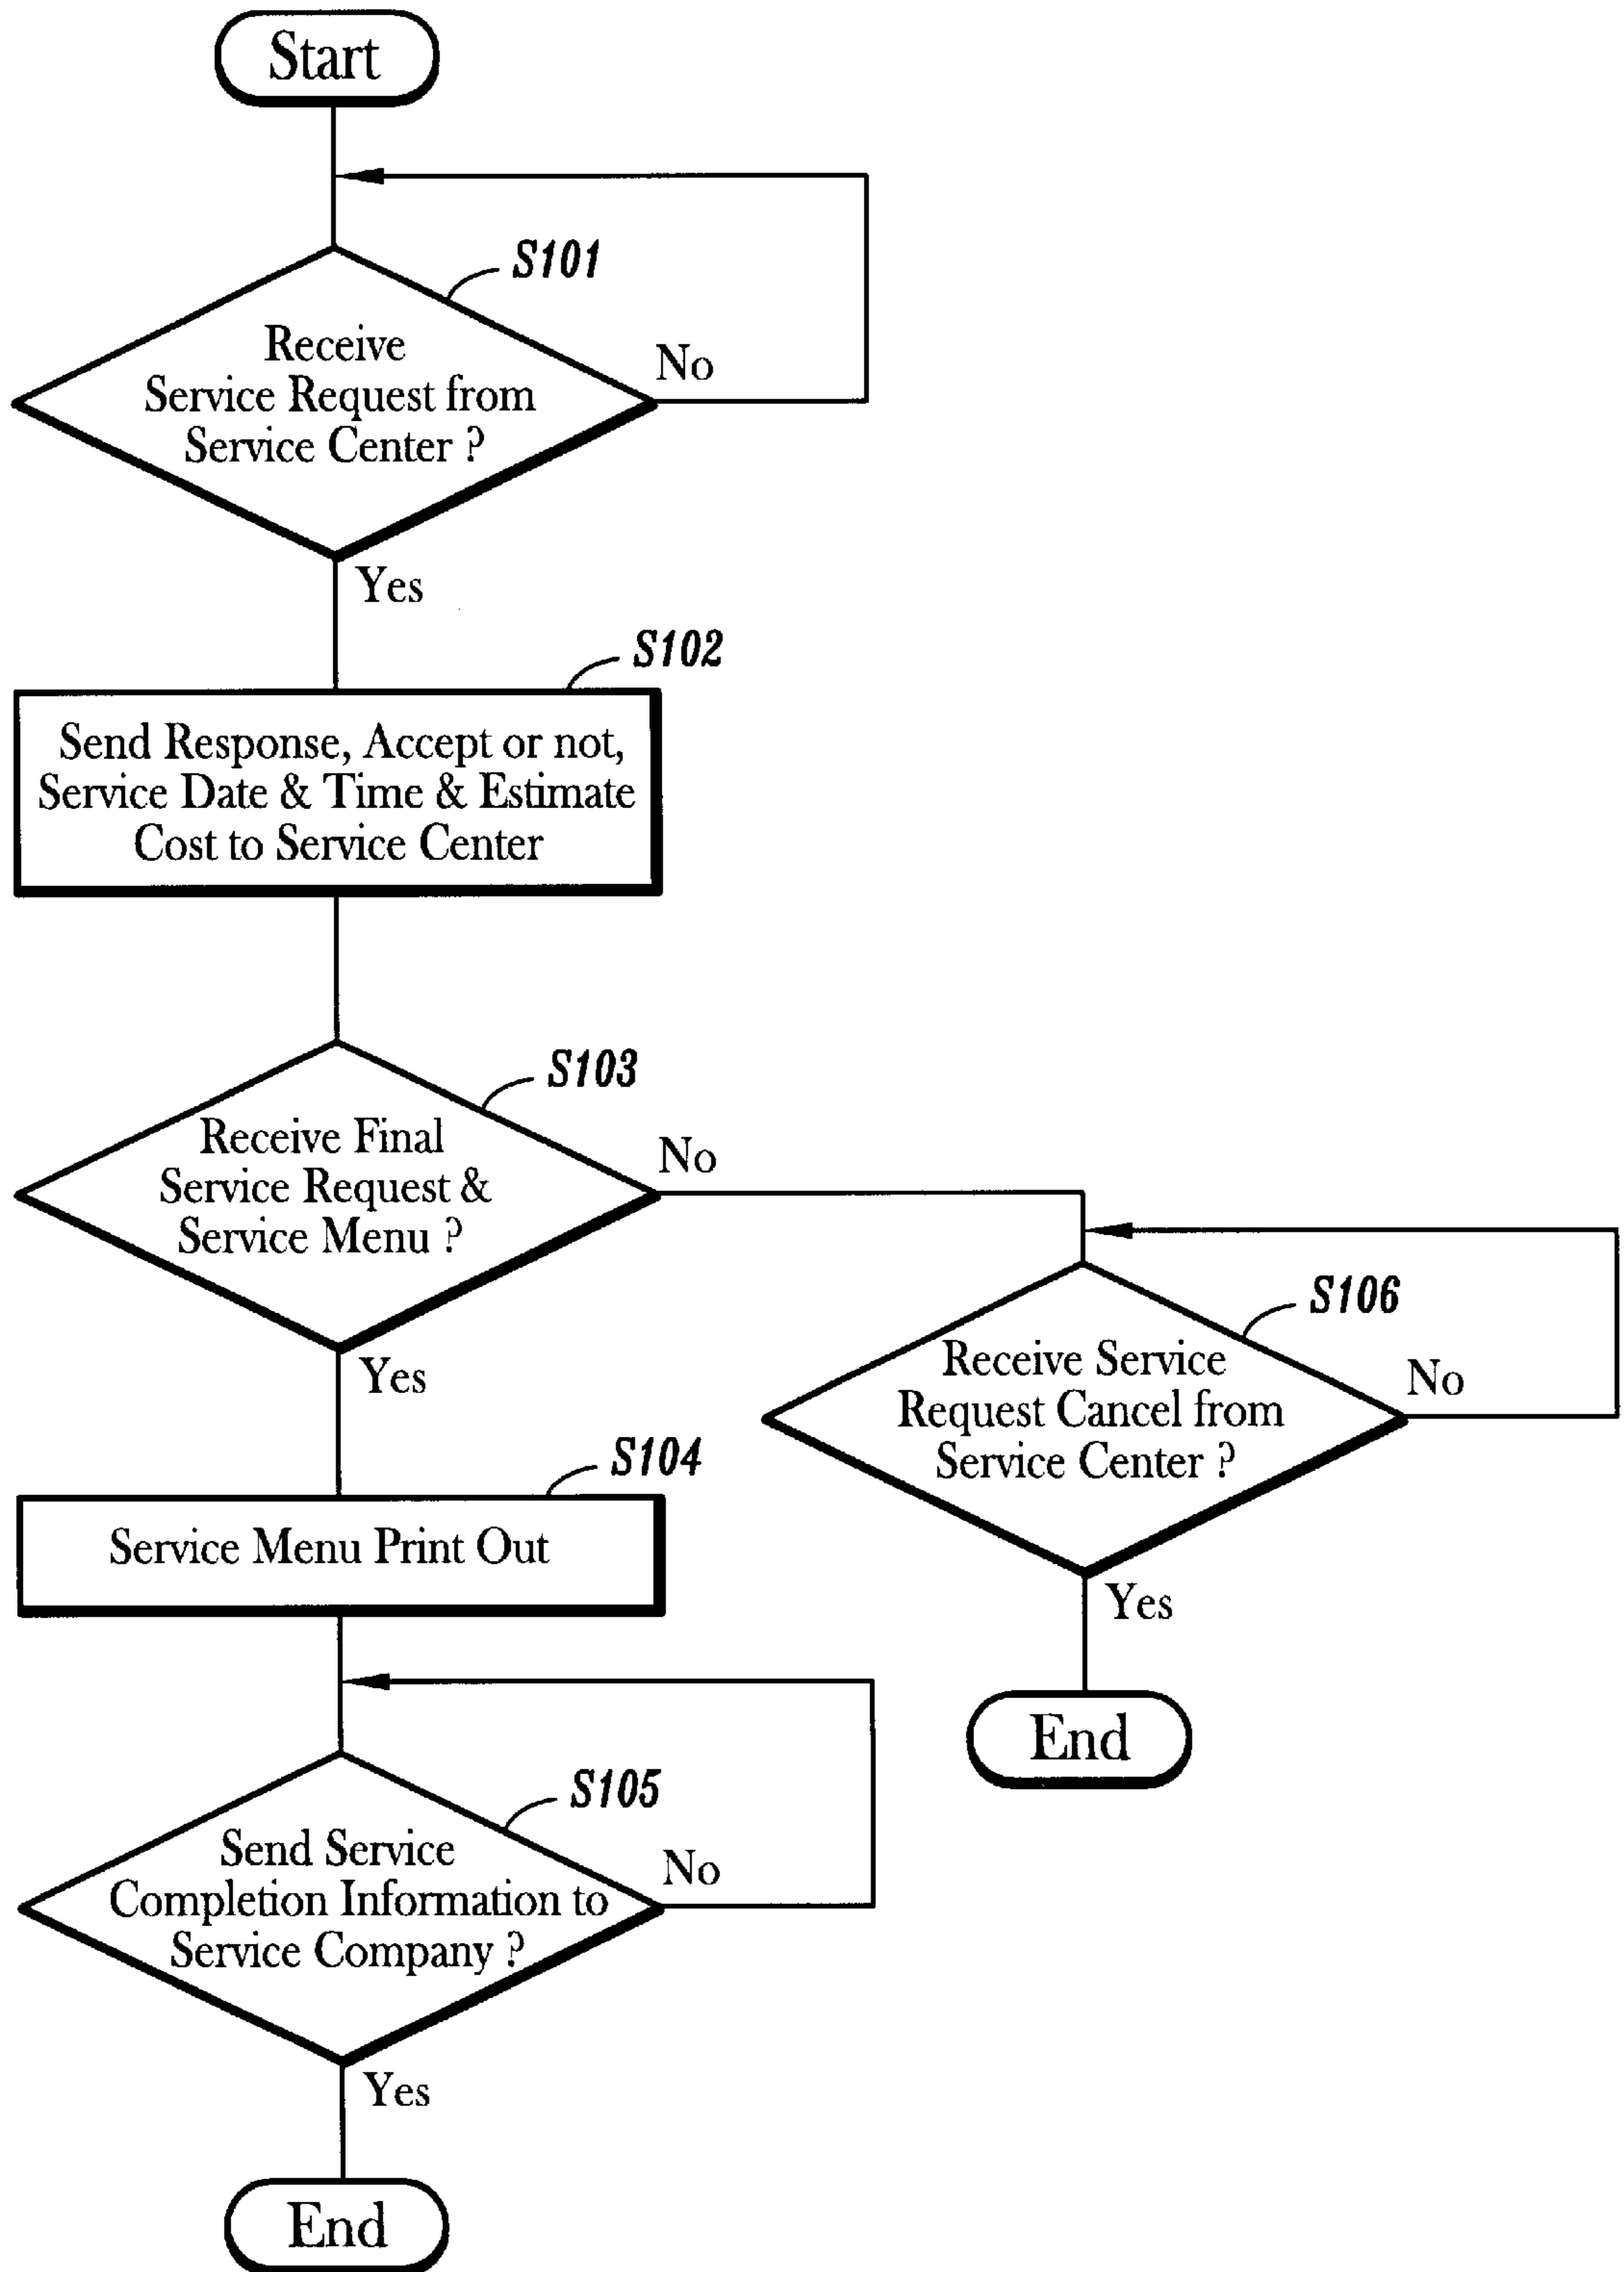 Start
S101
Receive
Service Request from
Service Center ?
No
Yes
S102
Send Response, Accept or not,
Service Date & Time & Estimate
Cost to Service Center
S103
Receive Final
Service Request &
Service Menu ?
No
Yes
S106
Receive Service
Request Cancel from
Service Center ?
No
Yes
End
S104
Service Menu Print Out
S105
Send Service
Completion Information to
Service Company ?
No
Yes
End